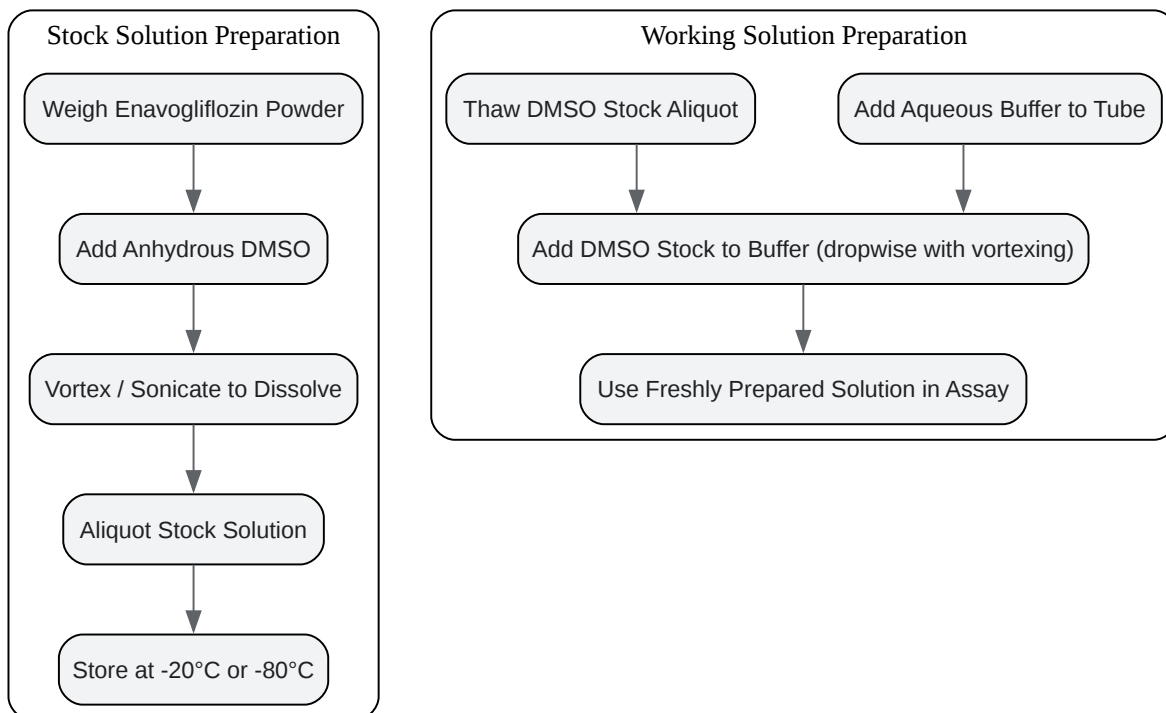 Stock Solution Preparation
Weigh Enavogliflozin Powder
Add Anhydrous DMSO
Vortex / Sonicate to Dissolve
Aliquot Stock Solution
Store at -20°C or -80°C
Working Solution Preparation
Thaw DMSO Stock Aliquot
Add Aqueous Buffer to Tube
Add DMSO Stock to Buffer (dropwise with vortexing)
Use Freshly Prepared Solution in Assay